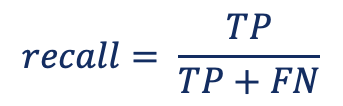 recall = TP / TP + FN